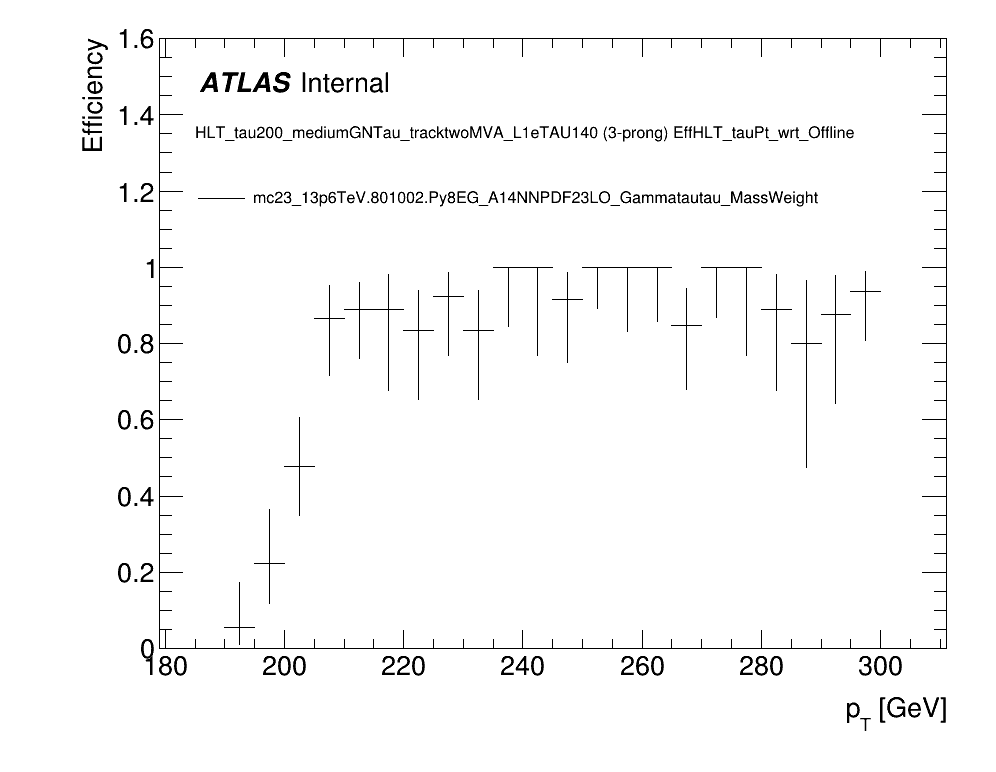 1.6
Efficiency
ATLAS Internal
1.4
HLT_tau200_mediumGNTau_tracktwoMVA_L1eTAU140 (3-prong) EffHLT_tauPt_wrt_Offline
1.2
mc23_13p6TeV.801002.Py8EG_A14NNPDF23LO_Gammatautau_MassWeight
1
0.8
0.6
0.4
0.2
0
180 200 220 240 260 280 300
pT [GeV]